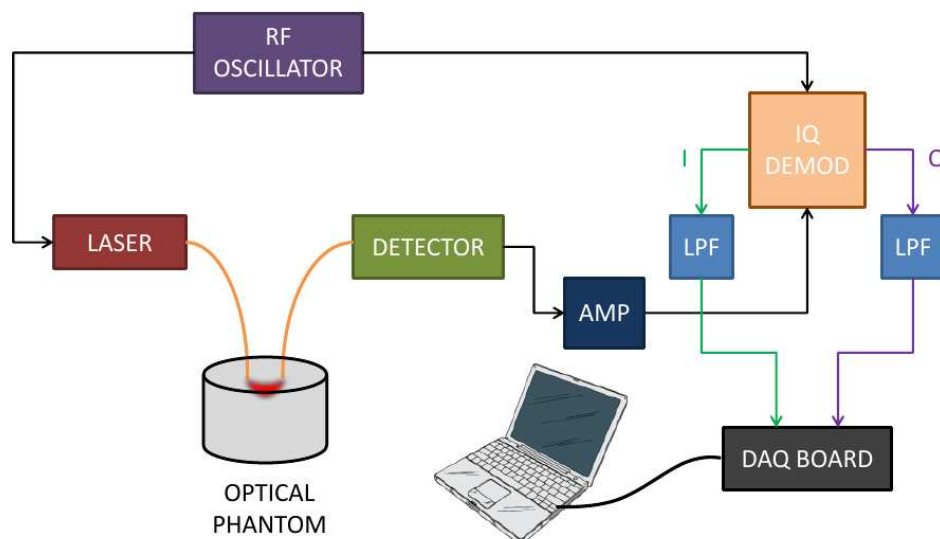 RF
OSCILLATOR
IQ
DEMOD
I
Q
LASER
DETECTOR
LPF
LPF
AMP
DAQ BOARD
OPTICAL
PHANTOM